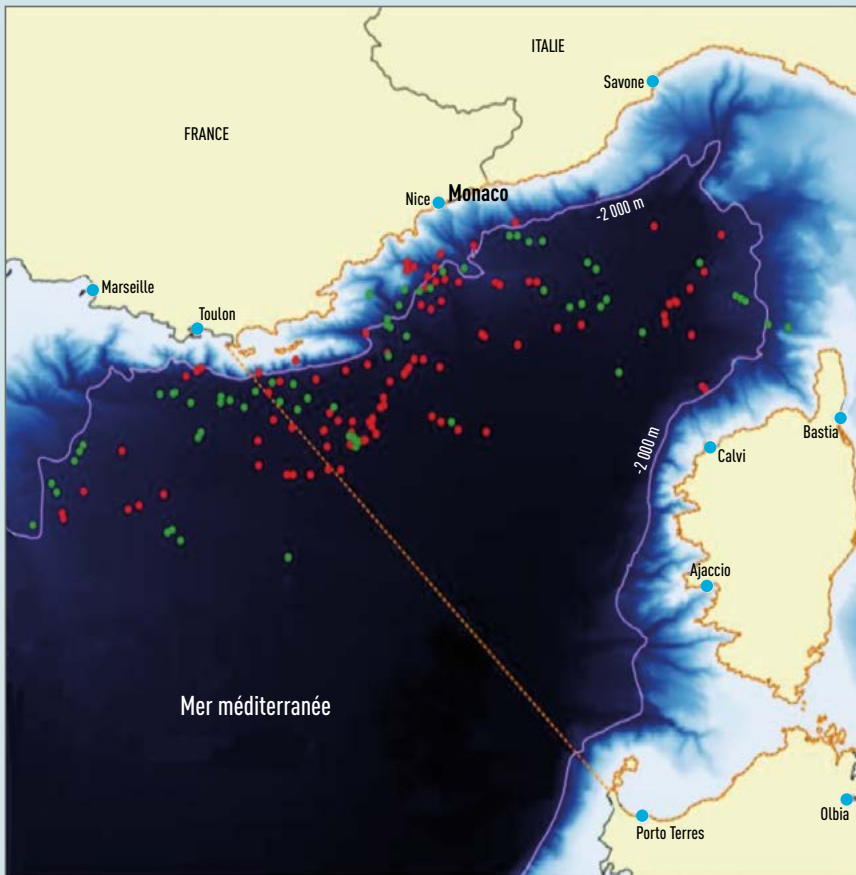 ITALIE
Savone
FRANCE
Nice
Monaco
-2 000 m
Marseille
Toulon
-2 000 m
Bastia
Calvi
Ajaccio
Mer méditerranée
Olbia
Porto Terres